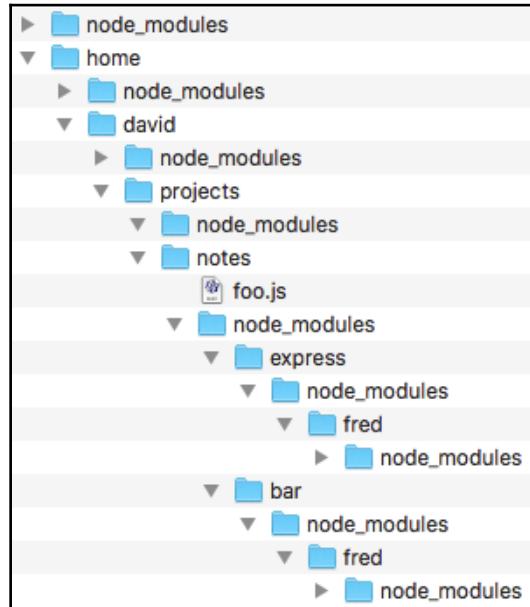 node_modules
home
node_modules
david
node_modules
projects
node_modules
notes
foo.js
node_modules
express
node_modules
fred
node_modules
bar
node_modules
fred
node_modules